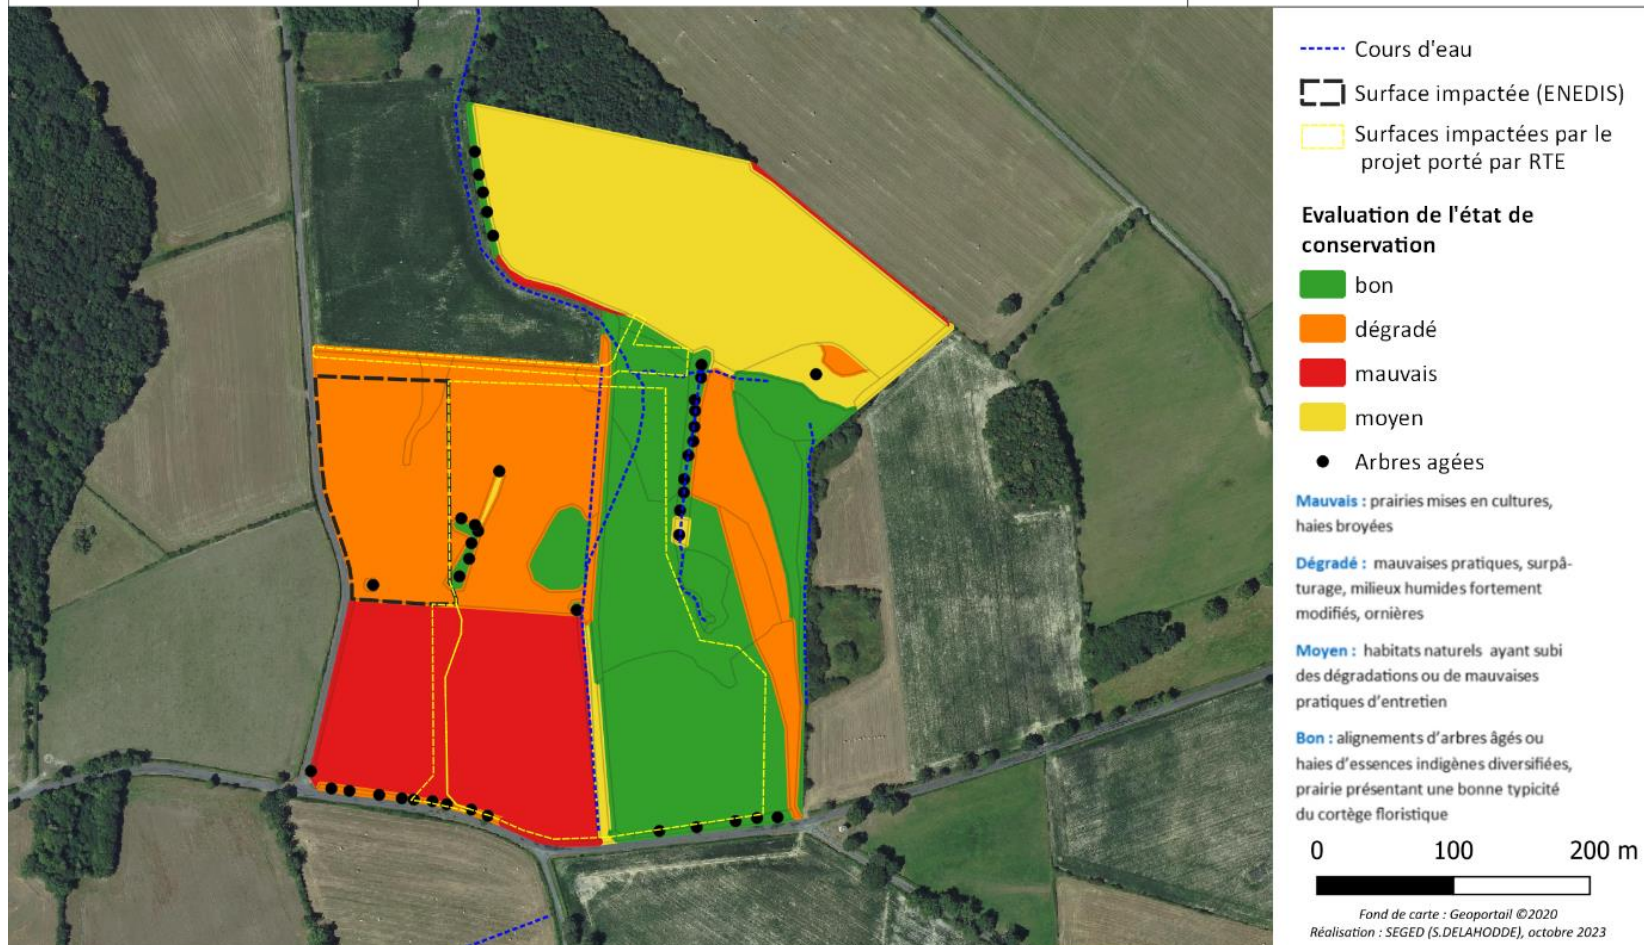 Cours d'eau
Surface impactée (ENEDIS)
Surfaces impactées par le
projet porté par RTE
Evaluation de l'état de
conservation
bon
dégradé
mauvais
moyen
Arbres agées
Mauvais : prairies mises en cultures,
haies broyées
Dégradé : mauvaises pratiques, surpâ-
turage, milieux humides fortement
modifiés, ornières
Moyen : habitats naturels ayant subi
des dégradations ou de mauvaises
pratiques d'entretien
Bon : alignements d'arbres âgés ou
haies d'essences indigènes diversifiées,
prairie présentant une bonne typicité
du cortège floristique
0 100 200 m
Fond de carte : Geoportail ©2020
Réalisation : SEGED (S.DELAHODDE), octobre 2023